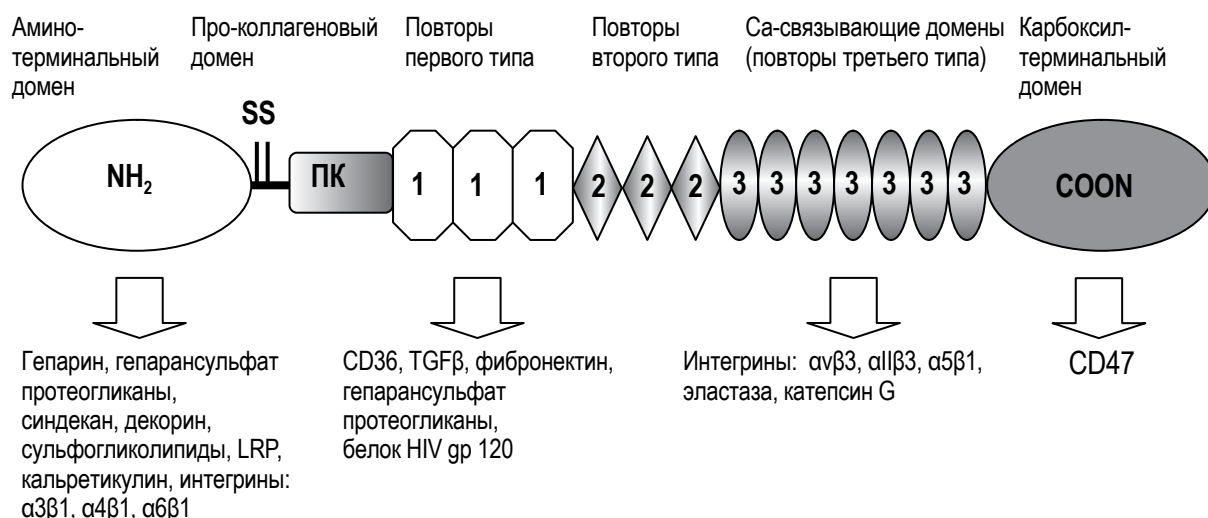 Амино-
терминальный
домен
Про-коллагеновый
домен
Повторы
первого типа
Повторы
второго типа
Са-связывающие домены
(повторы третьего типа)
Карбоксил-
терминальный
домен
SS
NH₂
ПК
1
1
1
2
2
2
3
3
3
3
3
3
3
COON
Гепарин, гепарансульфат
протеогликаны,
синдекан, декорин,
сульфогликолипиды, LRP,
кальретикулин, интегрины:
α3β1, α4β1, α6β1
CD36, TGFβ, фибронектин,
гепарансульфат
протеогликаны,
белок HIV gp 120
Интегрины: αvβ3, αIIβ3, α5β1,
эластаза, катепсин G
CD47